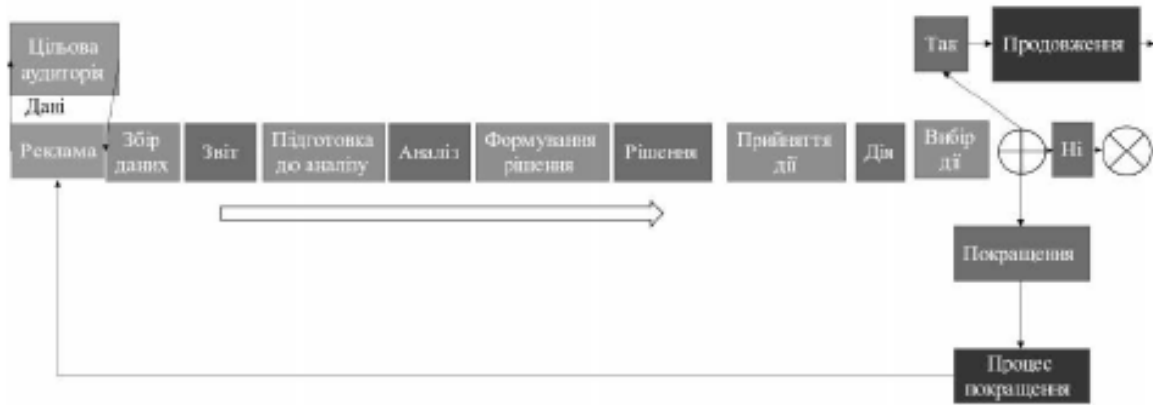 Цільова
аудиторія
Дані
Реклама
Збір
даних
Звіт
Підготовка
до аналізу
Аналіз
Формування
рішення
Рішення
Прийняття
дії
Дія
Вибір
дії
Так
Продовження
Ні
Покращення
Процес
покращення